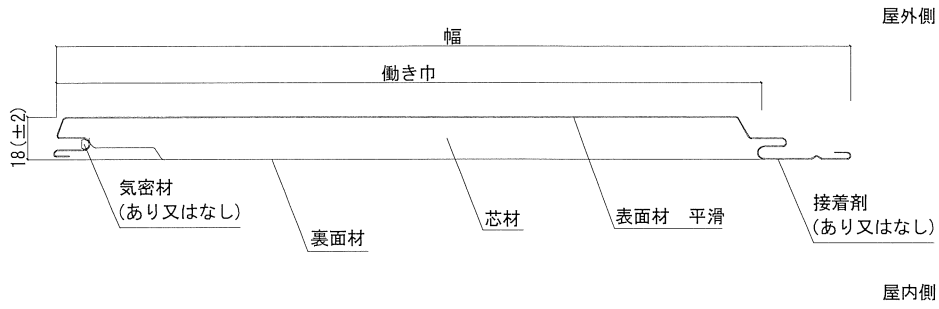 屋外側
幅
働き巾
18(±2)
気密材
(あり又はなし)
裏面材
芯材
表面材 平滑
接着剤
(あり又はなし)
屋内側